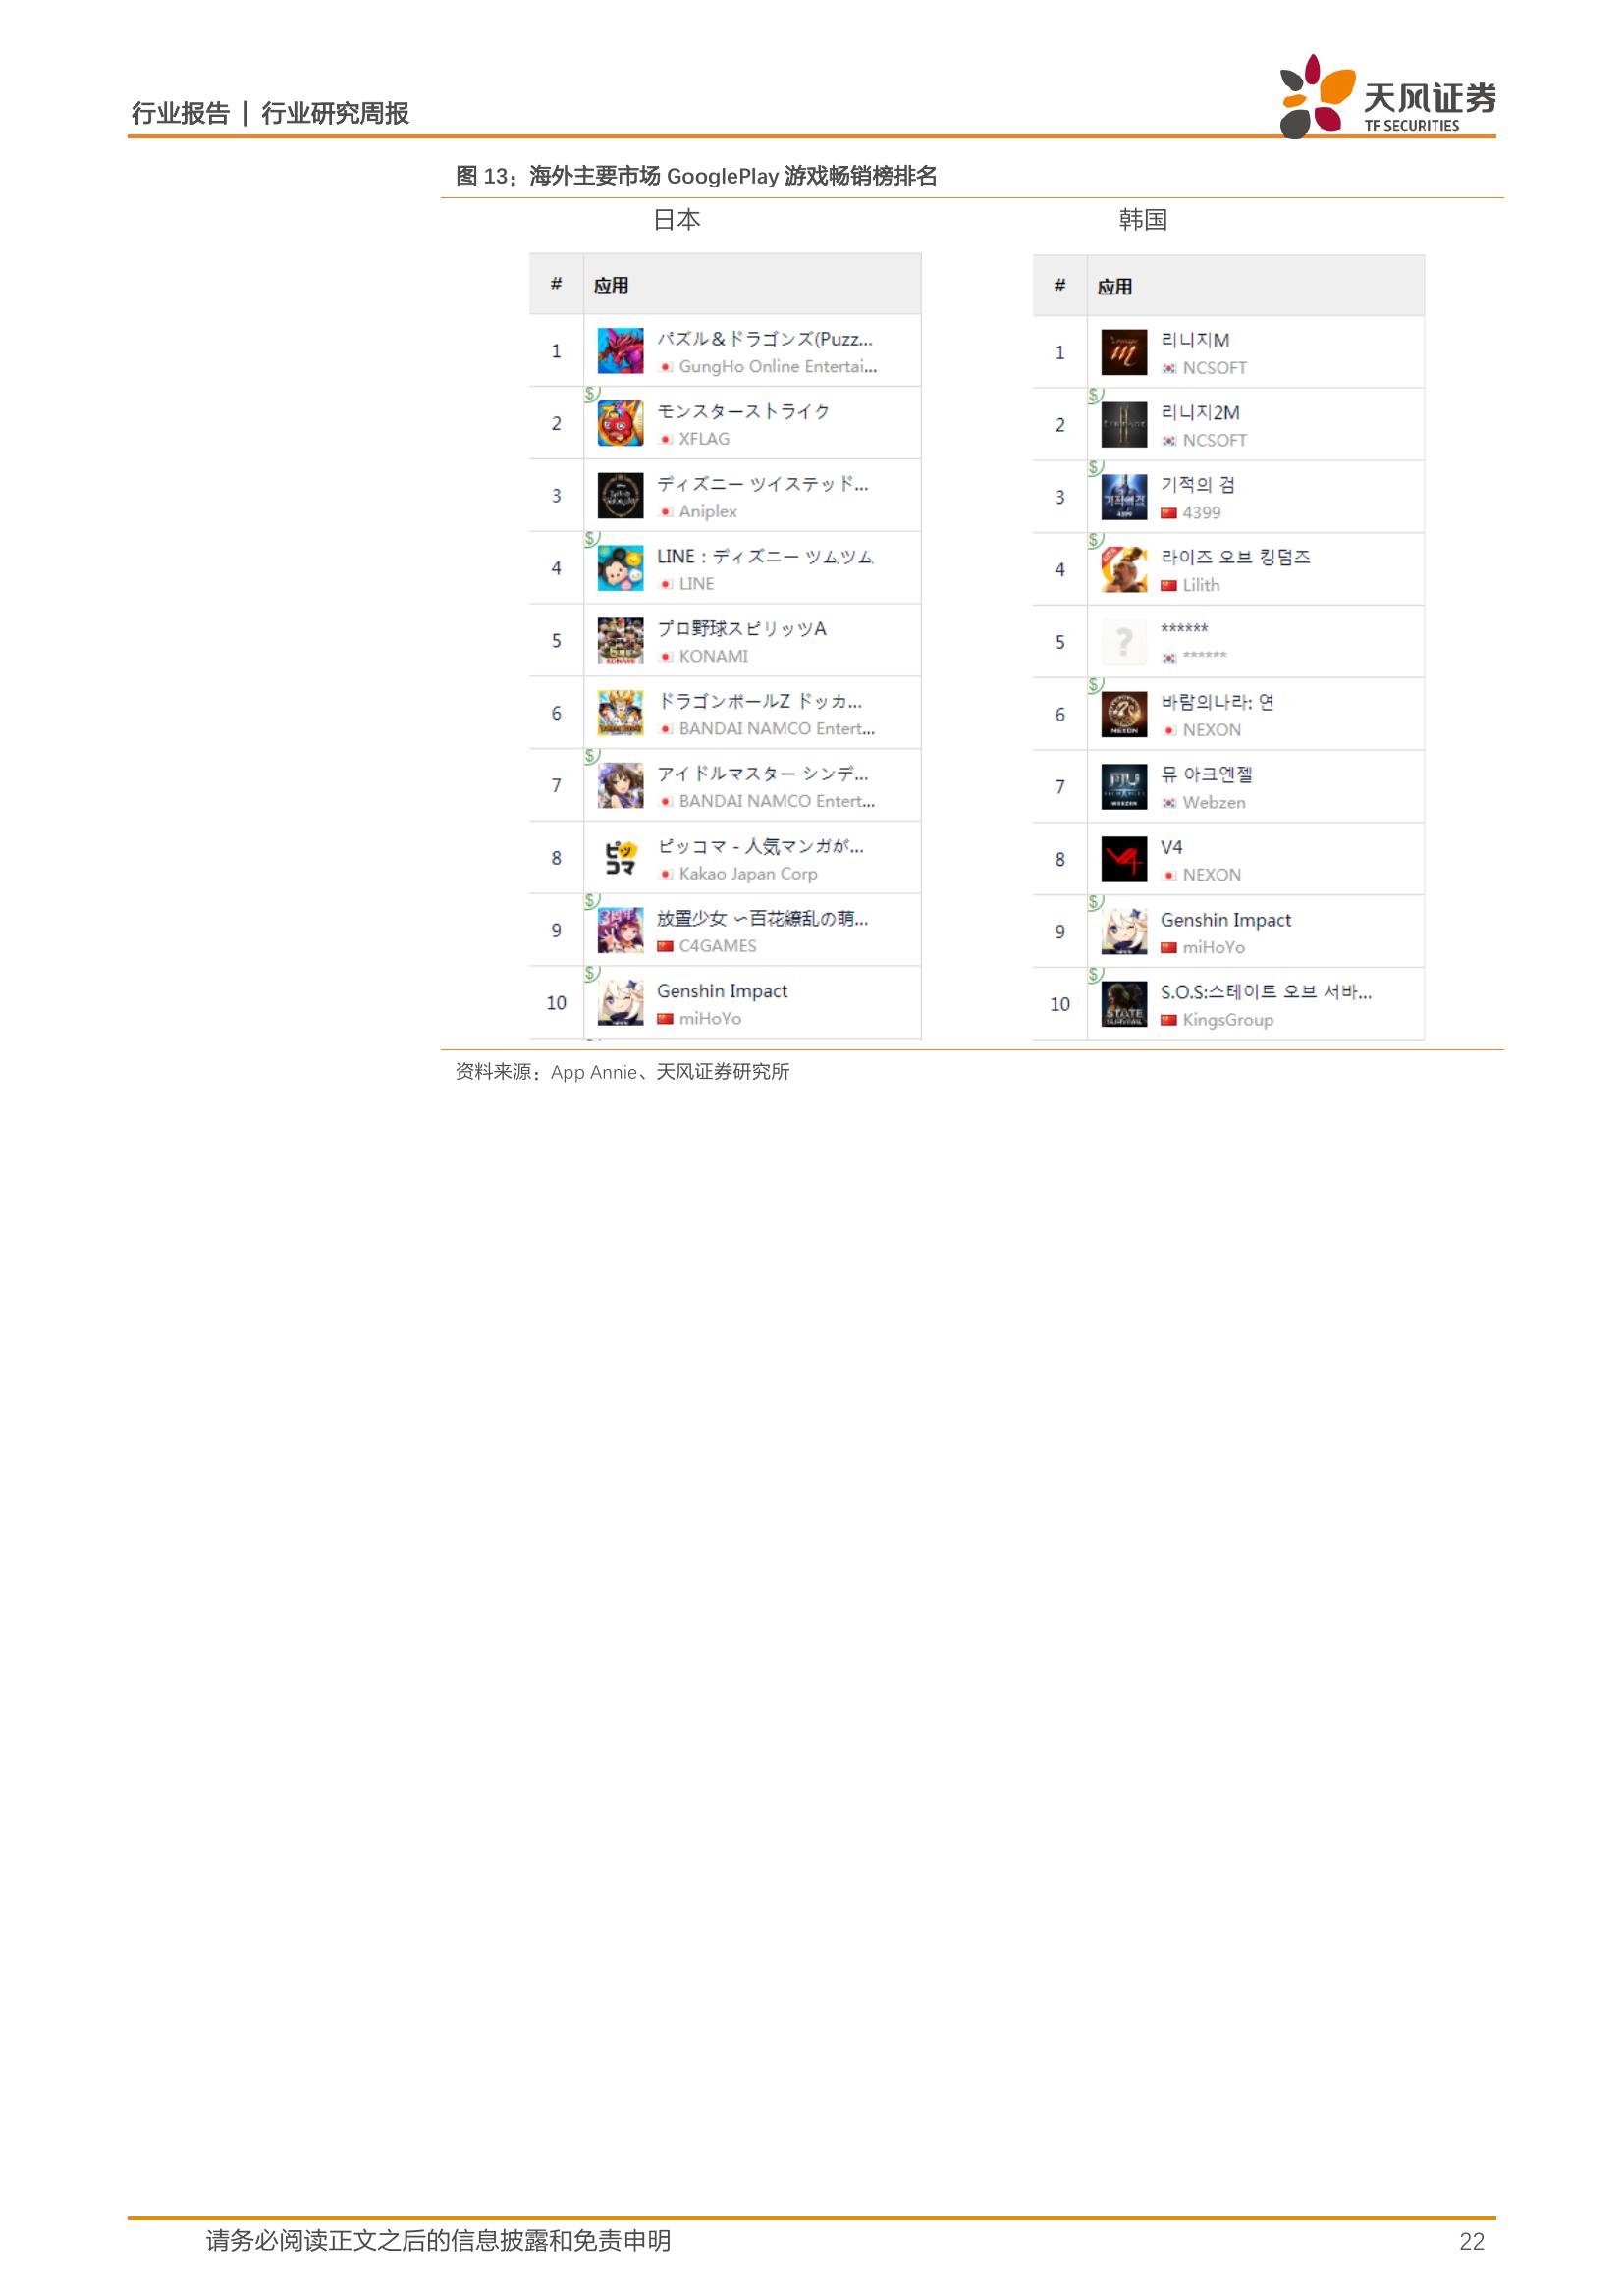 行业报告 | 行业研究周报
天风证券
TF SECURITIES
图 13：海外主要市场 GooglePlay 游戏畅销榜排名
日本
# 应用
1 パズル＆ドラゴンズ(Puzz...
GungHo Online Entertai...
2 モンスターストライク
XFLAG
3 ディズニー ツイステッド...
Aniplex
4 LINE：ディズニー ツムツム
LINE
5 プロ野球スピリッツA
KONAMI
6 ドラゴンボールZ ドッカ...
BANDAI NAMCO Entert...
7 アイドルマスター シンデ...
BANDAI NAMCO Entert...
8 ピッコマ - 人気マンガが...
Kakao Japan Corp
9 放置少女 〜百花繚乱の萌...
C4GAMES
10 Genshin Impact
miHoYo
韩国
# 应用
1 리니지M
NCSOFT
2 리니지2M
NCSOFT
3 기적의 검
4399
4 라이즈 오브 킹덤즈
Lilith
5 ******
******
6 바람의나라: 연
NEXON
7 뮤 아크엔젤
Webzen
8 V4
NEXON
9 Genshin Impact
miHoYo
10 S.O.S:스테이트 오브 서바...
KingsGroup
资料来源：App Annie、天风证券研究所
请务必阅读正文之后的信息披露和免责申明
22